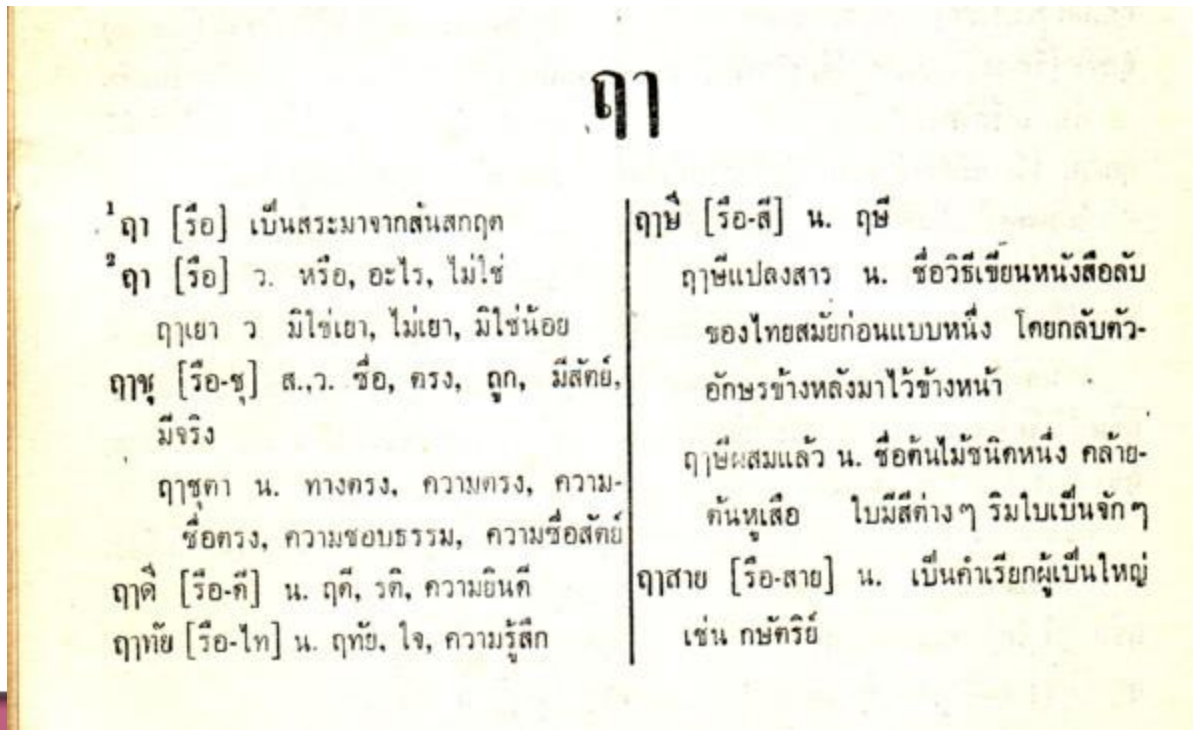 ฤๅ
¹ฤๅ [รือ] เป็นสระมาจากสันสกฤต
²ฤๅ [รือ] ว. หรือ, อะไร, ไม่ใช่
ฤๅเยา ว มิใช่เยา, ไม่เยา, มิใช่น้อย
ฤๅชุ [รือ-ชุ] ส.,ว. ซื่อ, ตรง, ถูก, มีสัตย์,
มีจริง
ฤๅชุตา น. ทางตรง, ความตรง, ความ-
ซื่อตรง, ความชอบธรรม, ความซื่อสัตย์
ฤๅดี [รือ-ดี] น. ฤดี, รติ, ความยินดี
ฤๅทัย [รือ-ไท] น. ฤทัย, ใจ, ความรู้สึก
ฤๅษี [รือ-สี] น. ฤษี
ฤๅษีแปลงสาร น. ชื่อวิธีเขียนหนังสือลับ
ของไทยสมัยก่อนแบบหนึ่ง โดยกลับตัว-
อักษรข้างหลังมาไว้ข้างหน้า
ฤๅษีผสมแล้ว น. ชื่อต้นไม้ชนิดหนึ่ง คล้าย-
ต้นหูเสือ ใบมีสีต่าง ๆ ริมใบเป็นจัก ๆ
ฤๅสาย [รือ-สาย] น. เป็นคำเรียกผู้เป็นใหญ่
เช่น กษัตริย์